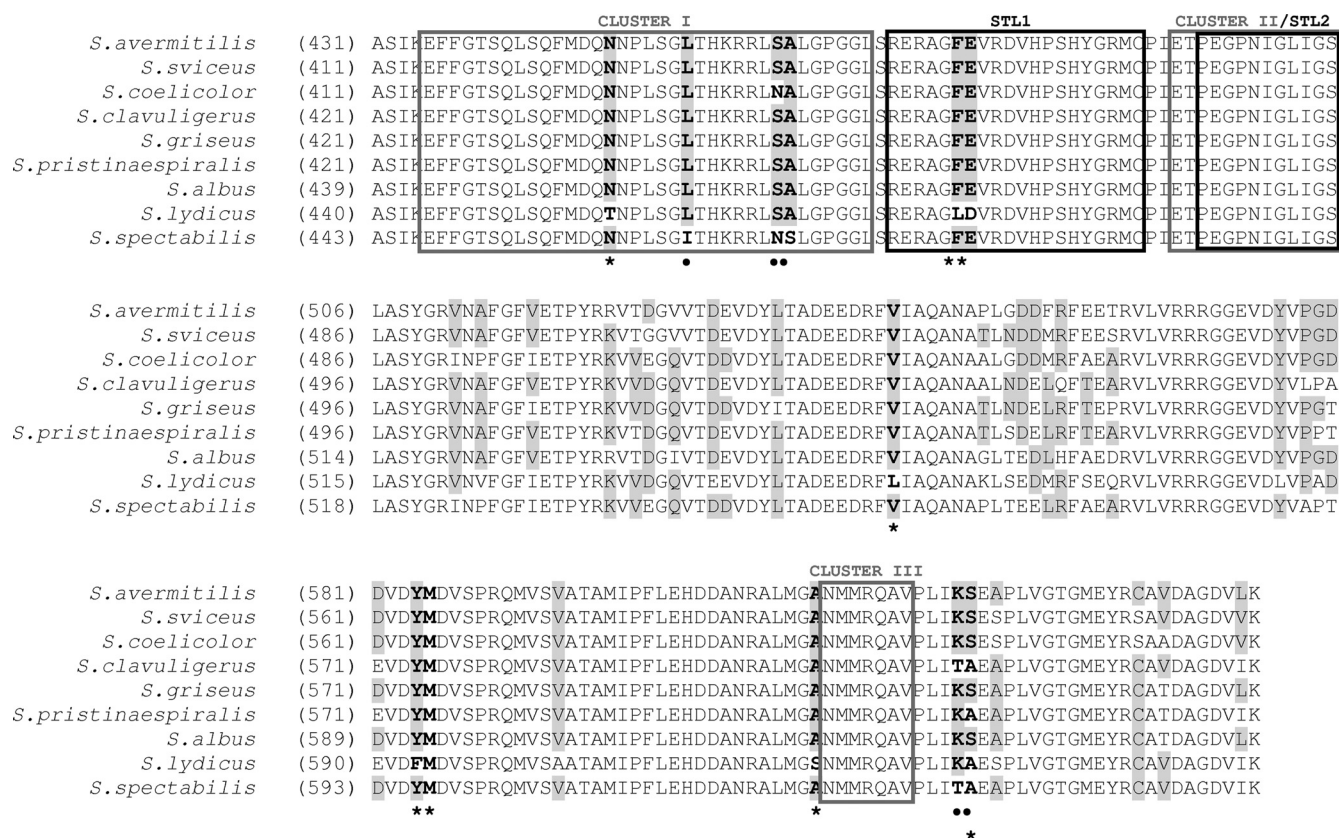 CLUSTER I STL1 CLUSTER II/STL2
S.avermitilis (431) ASIKEFFGTSQLSQFMDQNNPLSGLTHKRRLSALGPGGLSRERAGFEVRDVHPSHYGRMCPIETPEGPNIGLIGS
S.sviceus (411) ASIKEFFGTSQLSQFMDQNNPLSGLTHKRRLSALGPGGLSRERAGFEVRDVHPSHYGRMCPIETPEGPNIGLIGS
S.coelicolor (411) ASIKEFFGTSQLSQFMDQNNPLSGLTHKRRLNALGPGGLSRERAGFEVRDVHPSHYGRMCPIETPEGPNIGLIGS
S.clavuligerus (421) ASIKEFFGTSQLSQFMDQNNPLSGLTHKRRLSALGPGGLSRERAGFEVRDVHPSHYGRMCPIETPEGPNIGLIGS
S.griseus (421) ASIKEFFGTSQLSQFMDQNNPLSGLTHKRRLSALGPGGLSRERAGFEVRDVHPSHYGRMCPIETPEGPNIGLIGS
S.pristinaespiralis (421) ASIKEFFGTSQLSQFMDQNNPLSGLTHKRRLSALGPGGLSRERAGFEVRDVHPSHYGRMCPIETPEGPNIGLIGS
S.albus (439) ASIKEFFGTSQLSQFMDQNNPLSGLTHKRRLSALGPGGLSRERAGFEVRDVHPSHYGRMCPIETPEGPNIGLIGS
S.lydicus (440) ASIKEFFGTSQLSQFMDQTNPLSGLTHKRRLSALGPGGLSRERAGLDVRDVHPSHYGRMCPIETPEGPNIGLIGS
S.spectabilis (443) ASIKEFFGTSQLSQFMDQNNPLSGITHKRRLNSLGPGGLSRERAGFEVRDVHPSHYGRMCPIETPEGPNIGLIGS
* • •• **
S.avermitilis (506) LASYGRVNAFGFVETPYRRVTDGVVTDEVDYLTADEEDRFVIAQANAPLGDDFRFEETRVLVRRRGGEVDYVPGD
S.sviceus (486) LASYGRVNAFGFVETPYRKVTGGVVTDEVDYLTADEEDRFVIAQANATLNDDLRFEESRVLVRRRGGEVDYVPGD
S.coelicolor (486) LASYGRINPFGFIETPYRKVVEGQVTDDVDYLTADEEDRFVIAQANAALGDDMRFAEARVLVRRRGGEVDYVPGD
S.clavuligerus (496) LASYGRVNAFGFVETPYRKVVDGQVTDEVDYLTADEEDRFVIAQANAALNDELQFTEARVLVRRRGGEVDYVLPA
S.griseus (496) LASYGRVNAFGFIETPYRKVVDGQVTDDVDYITADEEDRFVIAQANATLNDELRFTEPRVLVRRRGGEVDYVPGT
S.pristinaespiralis (496) LASYGRVNAFGFVETPYRKVTDGQVTDEVDYLTADEEDRFVIAQANATLSDELRFTEARVLVRRRGGEVDYVPPT
S.albus (514) LASYGRVNAFGFVETPYRRVTDGIVTDEVDYLTADEEDRFVIAQANAGLTEDLHFAEDRVLVRRRGGEVDYVPGD
S.lydicus (515) LASYGRVNVFGFIETPYRKVVDGQVTEEVDYLTADEEDRFLIAQANAKLSEDMRFSEQRVLVRRRGGEVDLVPAD
S.spectabilis (518) LASYGRINPFGFIETPYRKVVEGQVTDDVDYLTADEEDRFVIAQANAPLTEELRFAEARVLVRRRGGEVDYVAPT
*
CLUSTER III
S.avermitilis (581) DVDYMDVSPRQMVSVATAMIPFLEHDDANRALMGANMMRQAVPLIKSEAPLVGTGMEYRCAVDAGDVLK
S.sviceus (561) DVDYMDVSPRQMVSVATAMIPFLEHDDANRALMGANMMRQAVPLIKSESPLVGTGMEYRSAVDAGDVVK
S.coelicolor (561) DVDYMDVSPRQMVSVATAMIPFLEHDDANRALMGANMMRQAVPLIKSESPLVGTGMEYRSAADAGDVVK
S.clavuligerus (571) EVDYMDVSPRQMVSVATAMIPFLEHDDANRALMGANMMRQAVPLITAEAPLVGTGMEYRCAVDAGDVIK
S.griseus (571) DVDYMDVSPRQMVSVATAMIPFLEHDDANRALMGANMMRQAVPLIKSEAPLVGTGMEYRCATDAGDVLK
S.pristinaespiralis (571) EVDYMDVSPRQMVSVATAMIPFLEHDDANRALMGANMMRQAVPLIKAEAPLVGTGMEYRCATDAGDVIK
S.albus (589) DVDYMDVSPRQMVSVATAMIPFLEHDDANRALMGANMMRQAVPLIKSEAPLVGTGMEYRCATDAGDVIK
S.lydicus (590) EVDFMDVSPRQMVSAATAMIPFLEHDDANRALMGSNMMRQAVPLIKAESPLVGTGMEYRCAVDAGDVIK
S.spectabilis (593) DVDYMDVSPRQMVSVATAMIPFLEHDDANRALMGANMMRQAVPLITAEAPLVGTGMEYRCAVDAGDVIK
** * ••
*